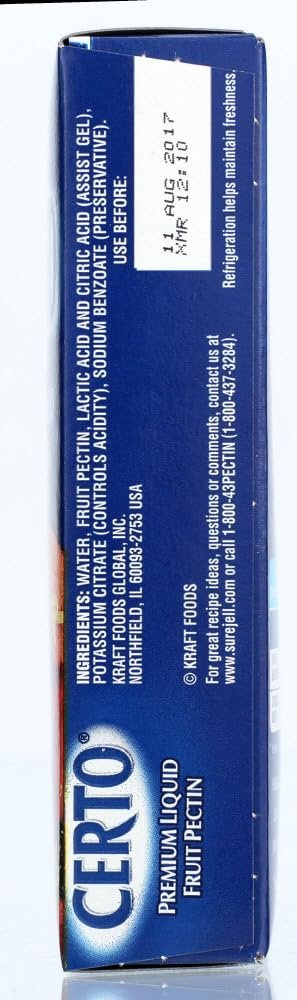 CERTO®
PREMIUM LIQUID
FRUIT PECTIN
INGREDIENTS: WATER, FRUIT PECTIN, LACTIC ACID AND CITRIC ACID (ASSIST GEL),
POTASSIUM CITRATE (CONTROLS ACIDITY), SODIUM BENZOATE (PRESERVATIVE).
KRAFT FOODS GLOBAL, INC.
NORTHFIELD, IL 60093-2753 USA
USE BEFORE:
11 AUG 2017
XMR 12:10
© KRAFT FOODS
For great recipe ideas, questions or comments, contact us at
www.surejell.com or call 1-800-43PECTIN (1-800-437-3284).
Refrigeration helps maintain freshness.